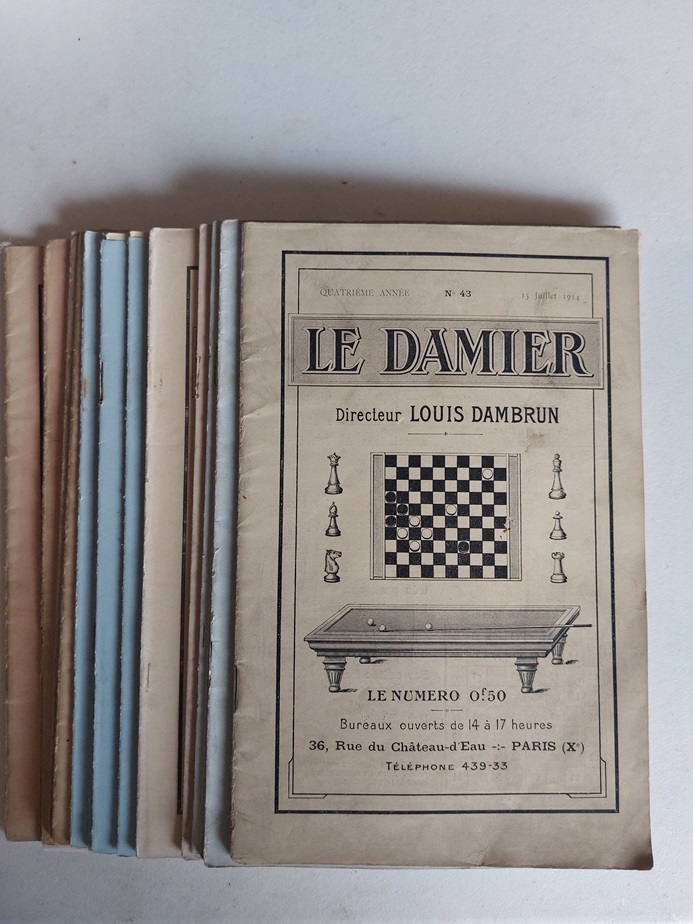 QUATRIÈME ANNÉE N° 43 15 Juillet 1914
LE DAMIER
Directeur LOUIS DAMBRUN
LE NUMERO 0f.50
Bureaux ouverts de 14 à 17 heures
36, Rue du Château-d'Eau -:- PARIS (Xe)
TÉLÉPHONE 439-33